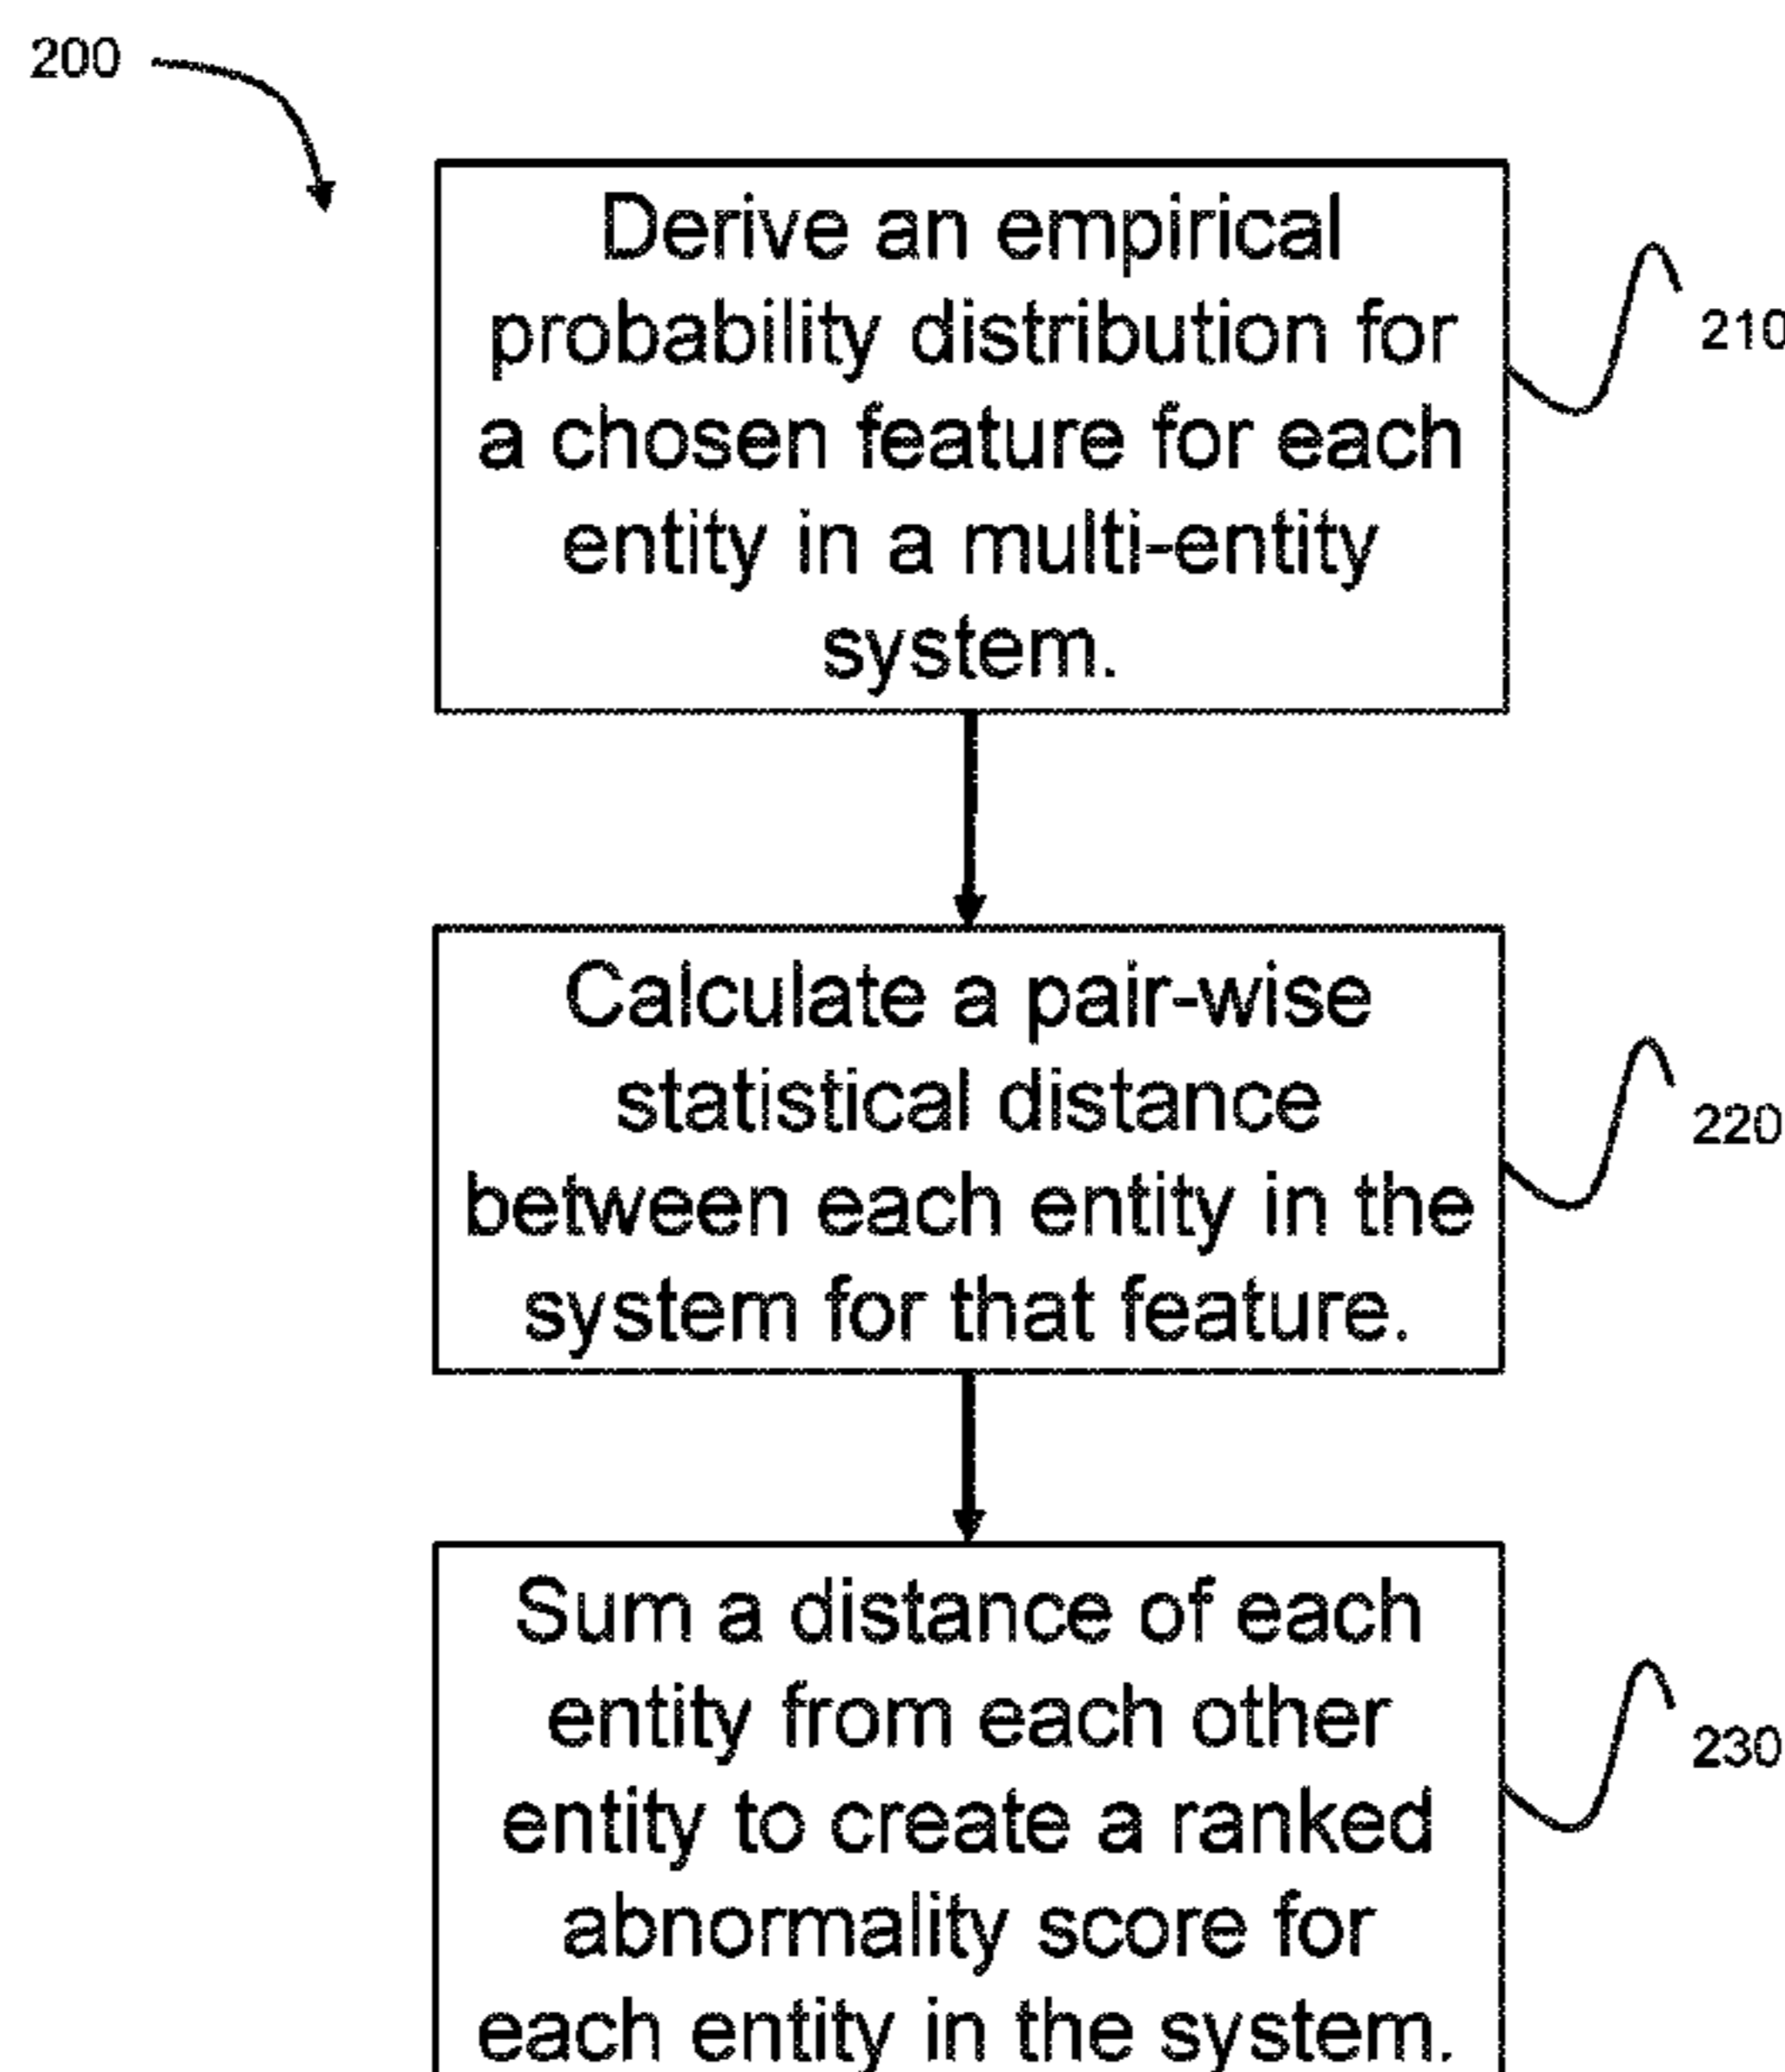 200
Derive an empirical
probability distribution for
a chosen feature for each
entity in a multi-entity
system.
210
Calculate a pair-wise
statistical distance
between each entity in the
system for that feature.
220
Sum a distance of each
entity from each other
entity to create a ranked
abnormality score for
each entity in the system.
230